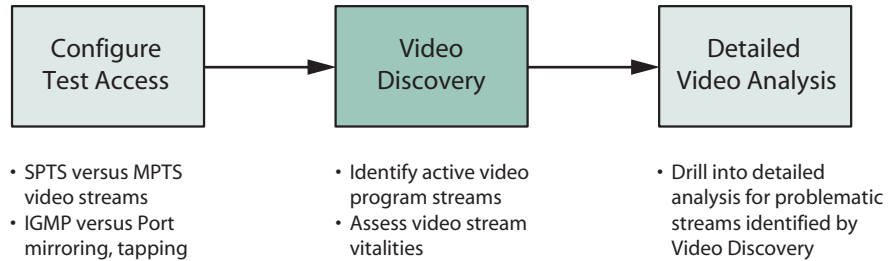 Configure
Test Access
Video
Discovery
Detailed
Video Analysis
• SPTS versus MPTS
video streams
• IGMP versus Port
mirroring, tapping
• Identify active video
program streams
• Assess video stream
vitalities
• Drill into detailed
analysis for problematic
streams identified by
Video Discovery